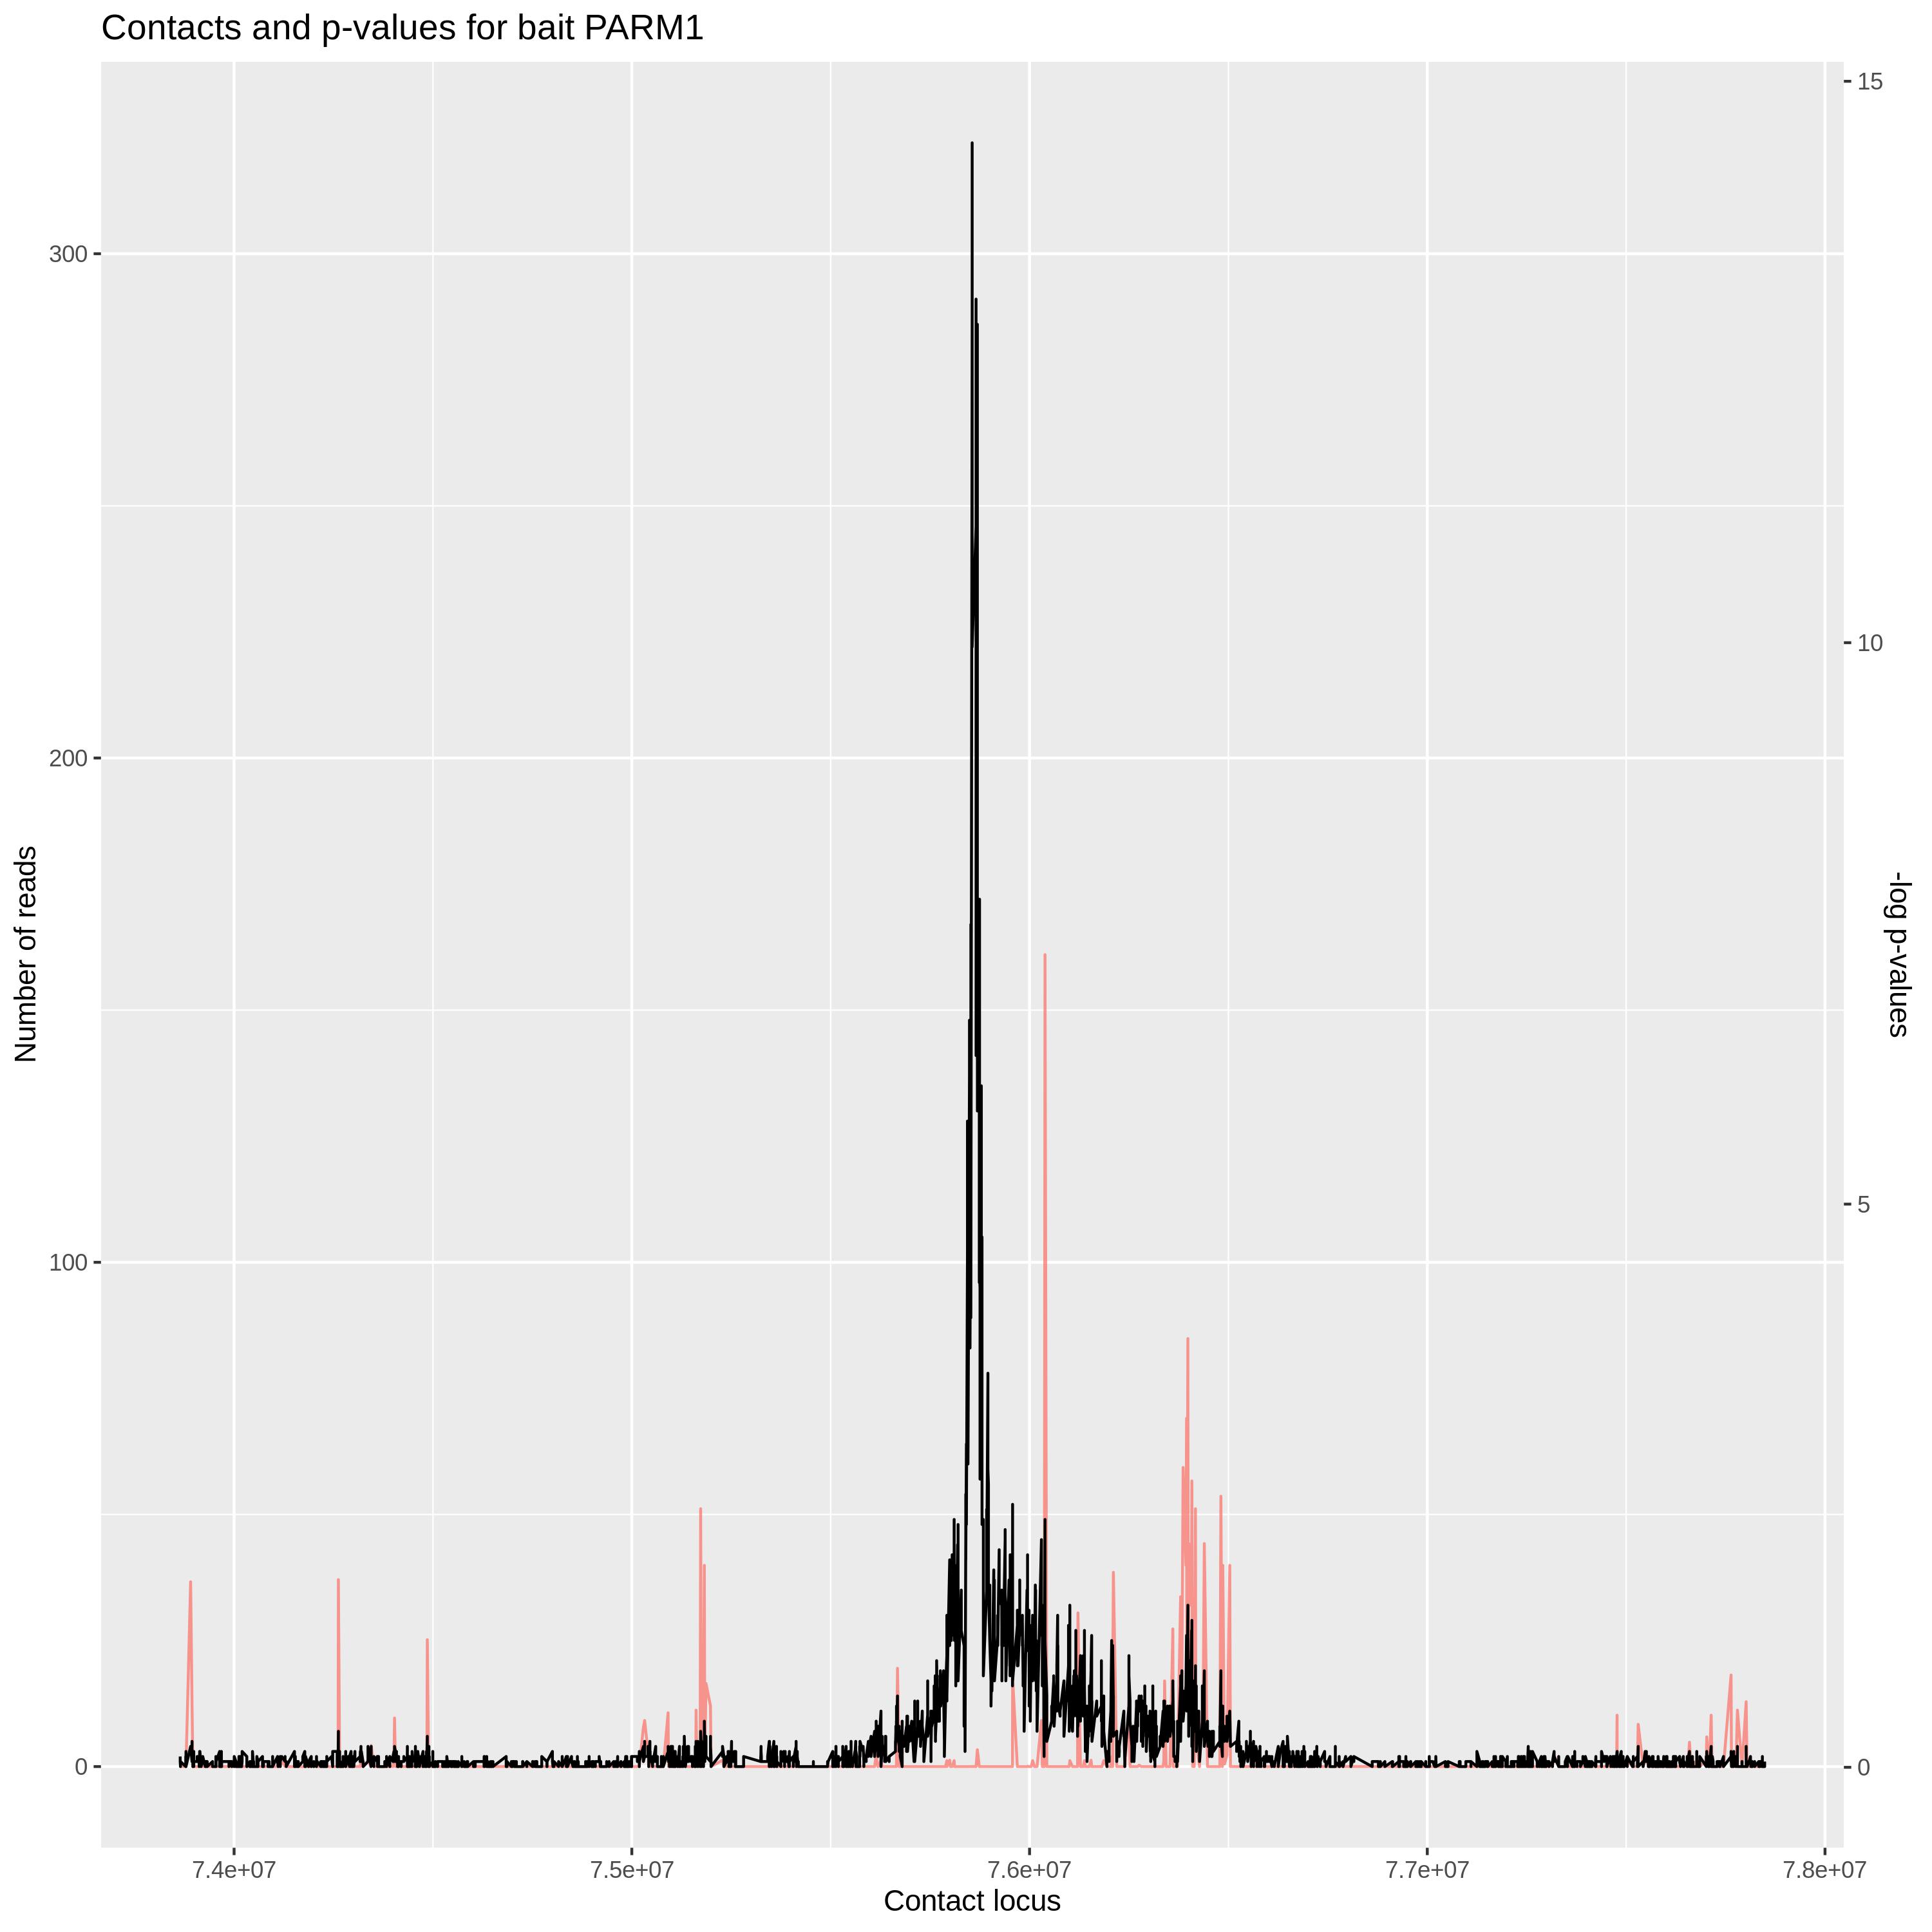 Contacts and p-values for bait PARM1
15
300
10
200
Number of reads
-log p-values
5
100
0
0
7.4e+07 7.5e+07 7.6e+07 7.7e+07 7.8e+07
Contact locus